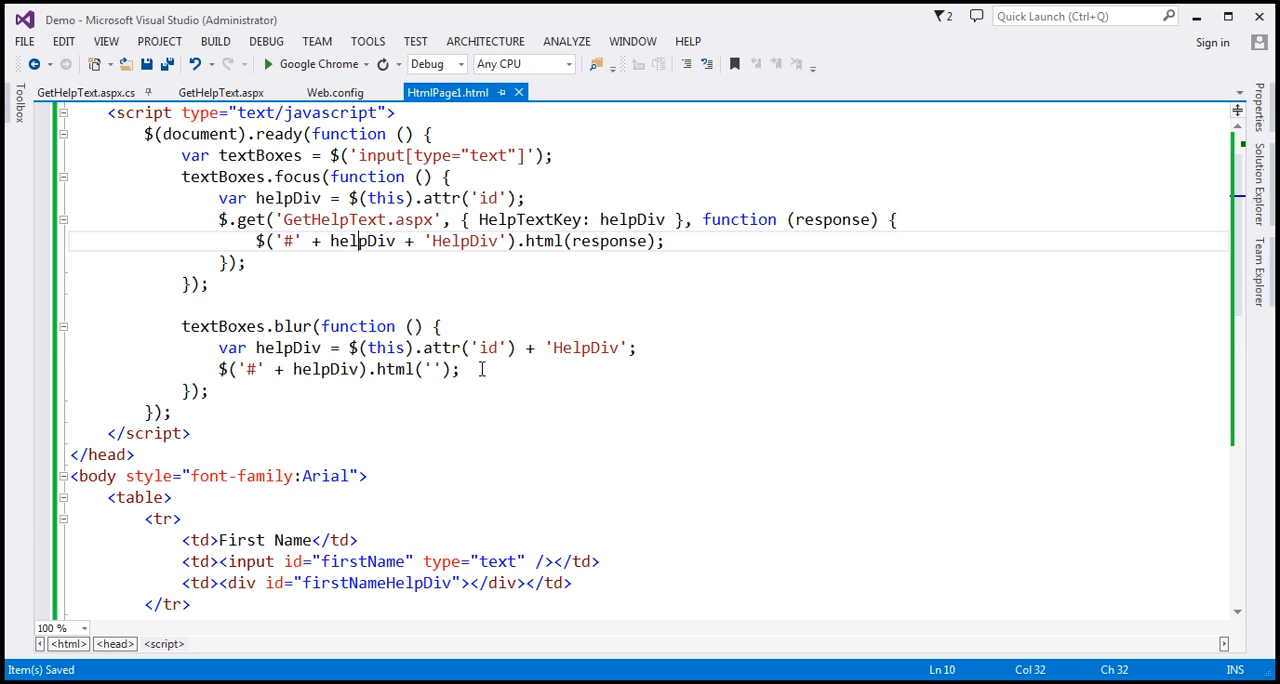 Demo - Microsoft Visual Studio (Administrator)
2
Quick Launch (Ctrl+Q)
FILE EDIT VIEW PROJECT BUILD DEBUG TEAM TOOLS TEST ARCHITECTURE ANALYZE WINDOW HELP
Sign in
Google Chrome Debug Any CPU
Toolbox
GetHelpText.aspx.cs GetHelpText.aspx Web.config HtmlPage1.html
Properties
Solution Explorer
Team Explorer
<script type="text/javascript">
$(document).ready(function () {
var textBoxes = $('input[type="text"]');
textBoxes.focus(function () {
var helpDiv = $(this).attr('id');
$.get('GetHelpText.aspx', { HelpTextKey: helpDiv }, function (response) {
$('#' + helpDiv + 'HelpDiv').html(response);
});
});
textBoxes.blur(function () {
var helpDiv = $(this).attr('id') + 'HelpDiv';
$('#' + helpDiv).html('');
});
});
</script>
</head>
<body style="font-family:Arial">
<table>
<tr>
<td>First Name</td>
<td><input id="firstName" type="text" /></td>
<td><div id="firstNameHelpDiv"></div></td>
</tr>
100 %
<html> <head> <script>
Item(s) Saved Ln 10 Col 32 Ch 32 INS